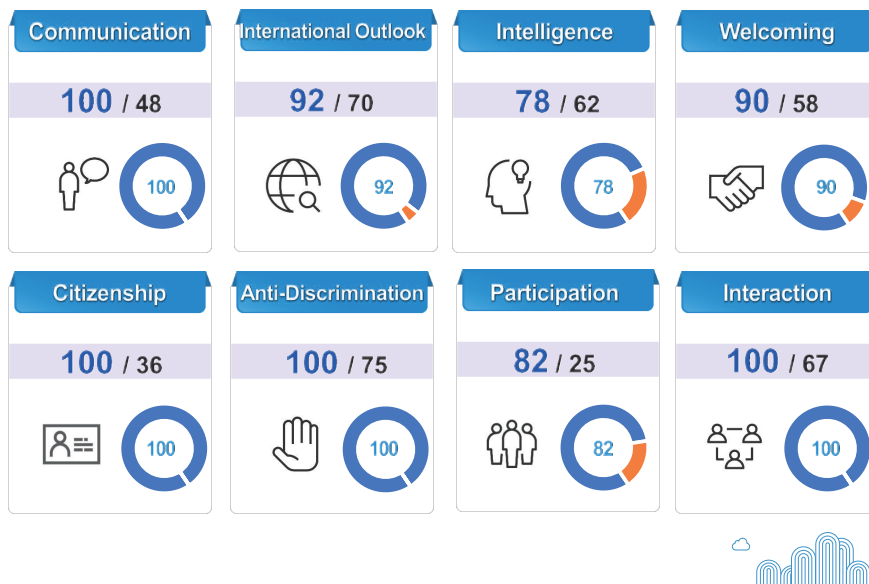 Communication
International Outlook
Intelligence
Welcoming
100 / 48
92 / 70
78 / 62
90 / 58
100
92
78
90
Citizenship
Anti-Discrimination
Participation
Interaction
100 / 36
100 / 75
82 / 25
100 / 67
100
100
82
100